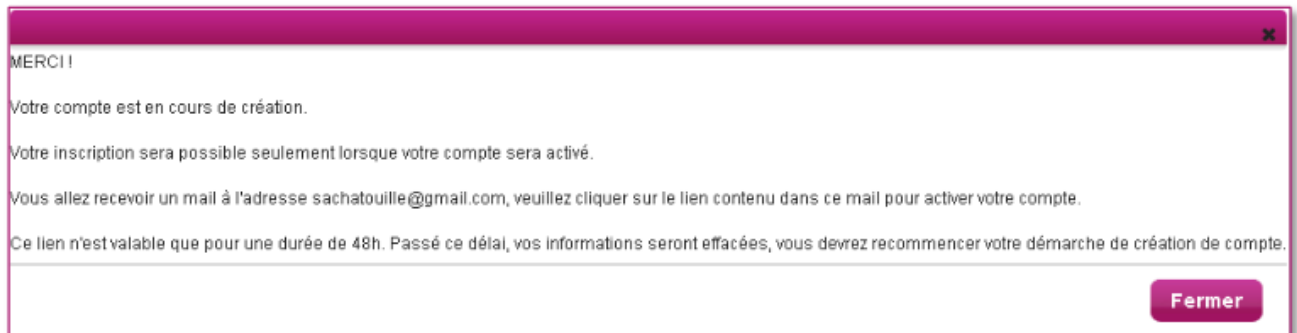 MERCI !
Votre compte est en cours de création.
Votre inscription sera possible seulement lorsque votre compte sera activé.
Vous allez recevoir un mail à l'adresse sachatouille@gmail.com, veuillez cliquer sur le lien contenu dans ce mail pour activer votre compte.
Ce lien n'est valable que pour une durée de 48h. Passé ce délai, vos informations seront effacées, vous devrez recommencer votre démarche de création de compte.
Fermer